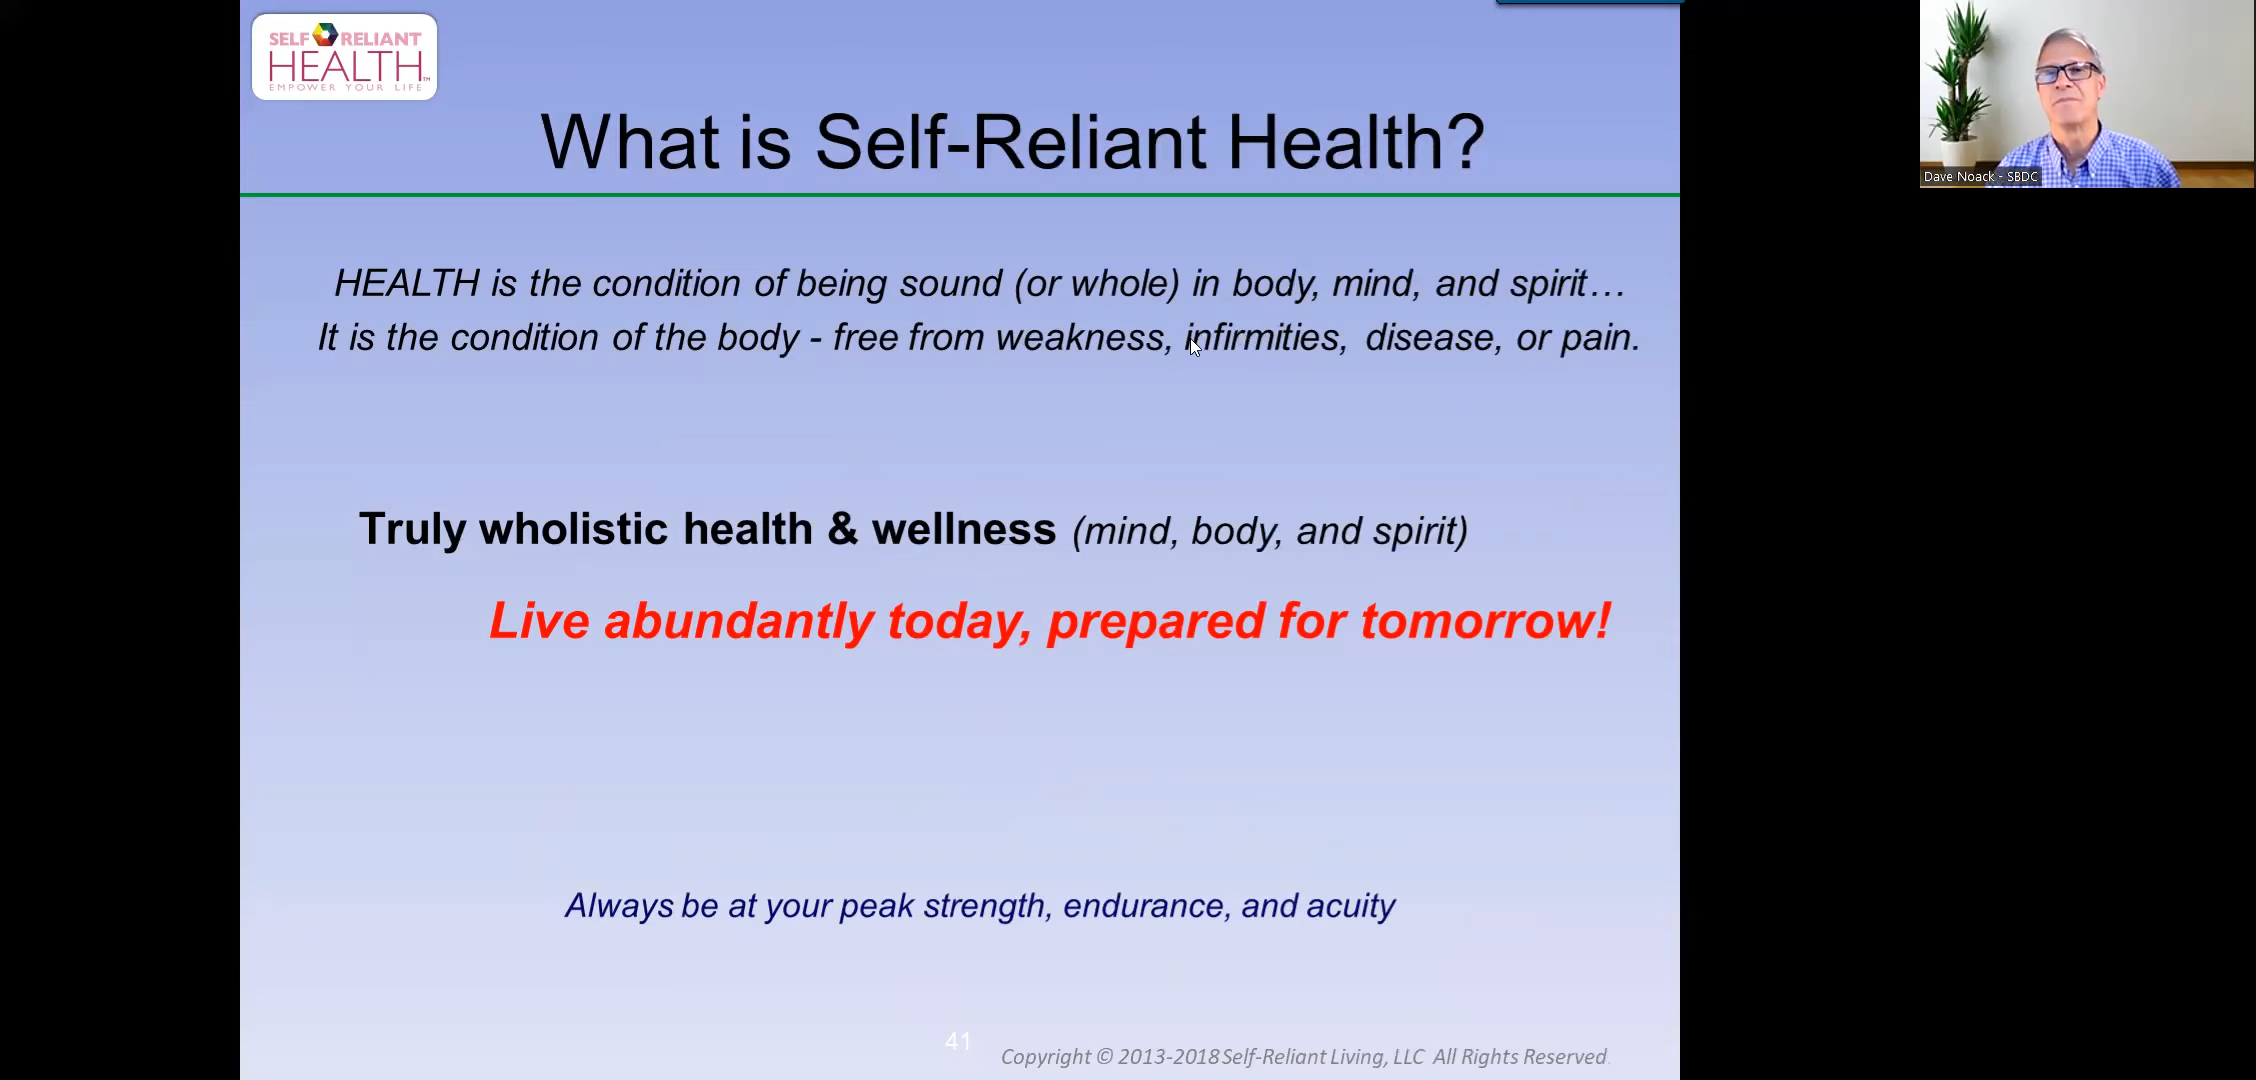 SELF RELIANT
HEALTH™
EMPOWER YOUR LIFE
What is Self-Reliant Health?
HEALTH is the condition of being sound (or whole) in body, mind, and spirit…
It is the condition of the body - free from weakness, infirmities, disease, or pain.
Truly wholistic health & wellness (mind, body, and spirit)
Live abundantly today, prepared for tomorrow!
Always be at your peak strength, endurance, and acuity
41
Copyright © 2013-2018 Self-Reliant Living, LLC All Rights Reserved.
Dave Noack - SBDC